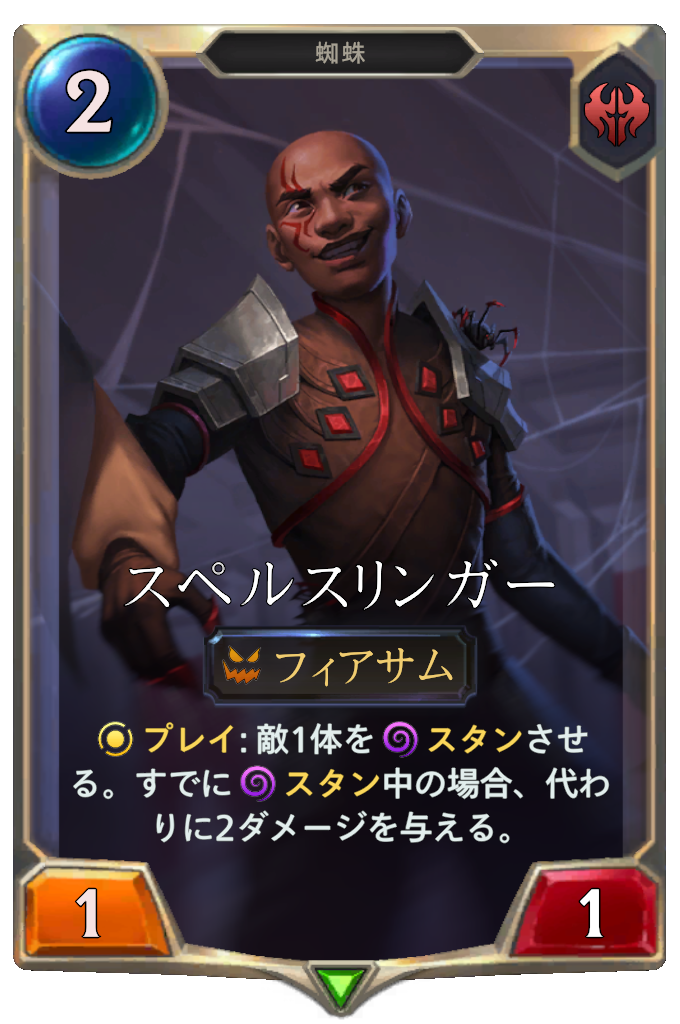 2
蜘蛛
スペルスリンガー
フィアサム
プレイ: 敵1体を スタンさせ
る。すでに スタン中の場合、代わ
りに2ダメージを与える。
1
1